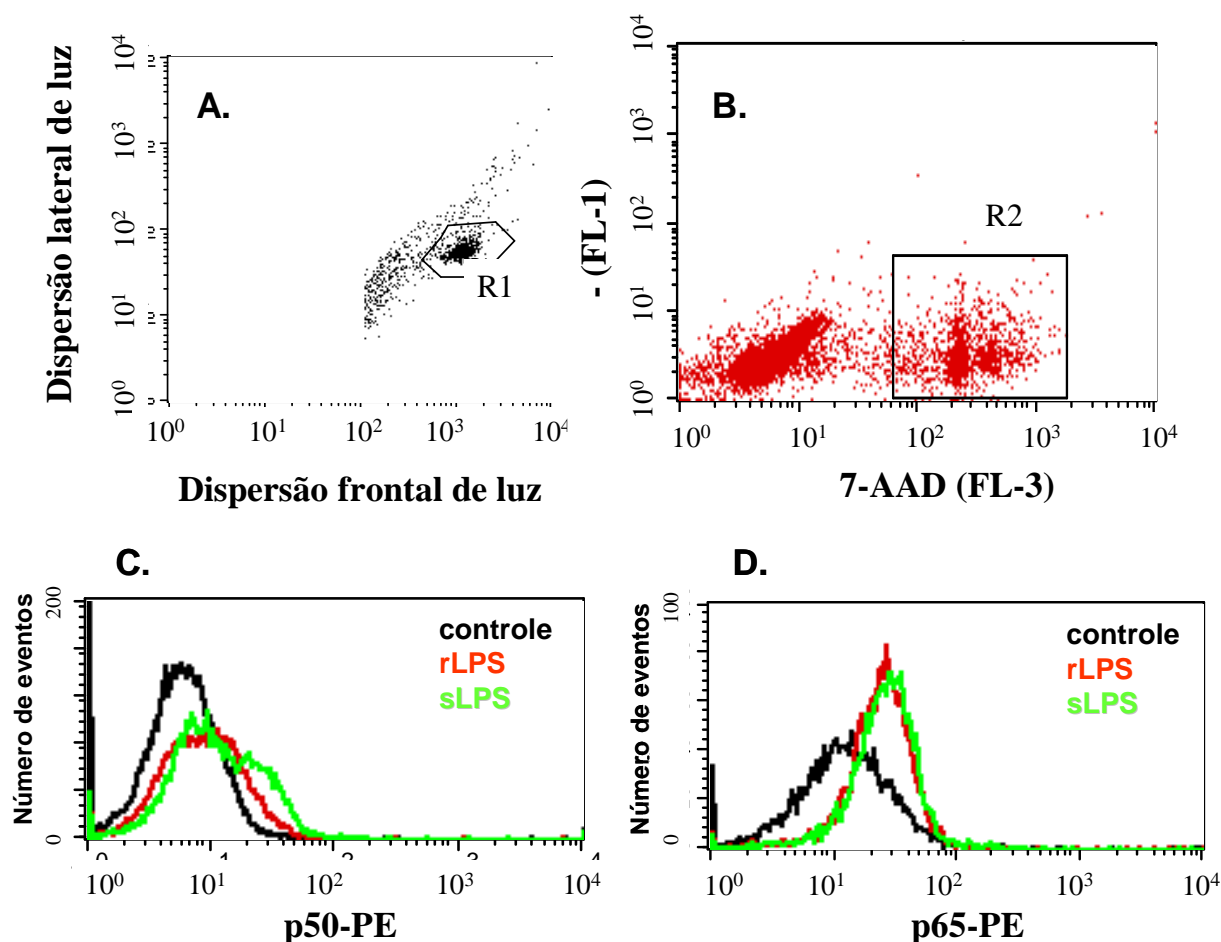 A.
Dispersão lateral de luz
10⁴
10³
10²
10¹
10⁰
R1
10⁰ 10¹ 10² 10³ 10⁴
Dispersão frontal de luz
B.
- (FL-1)
10⁴
10³
10²
10¹
10⁰
R2
10⁰ 10¹ 10² 10³ 10⁴
7-AAD (FL-3)
C.
Número de eventos
200
0
controle
rLPS
sLPS
10⁰ 10¹ 10² 10³ 10⁴
p50-PE
D.
Número de eventos
100
0
controle
rLPS
sLPS
10⁰ 10¹ 10² 10³ 10⁴
p65-PE